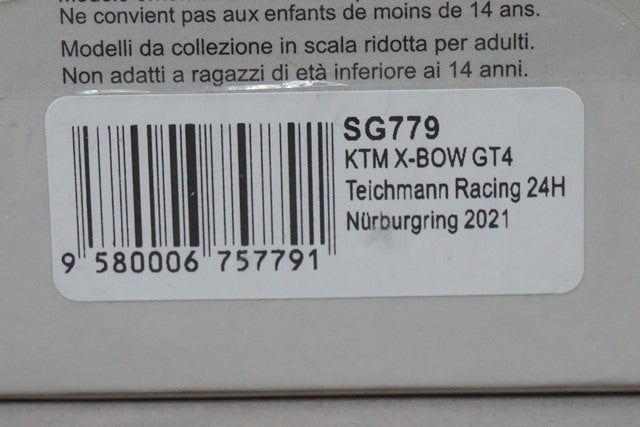 Ne convient pas aux enfants de moins de 14 ans.
Modelli da collezione in scala ridotta per adulti.
Non adatti a ragazzi di età inferiore ai 14 anni.
SG779
KTM X-BOW GT4
Teichmann Racing 24H
Nürburgring 2021
9 580006 757791